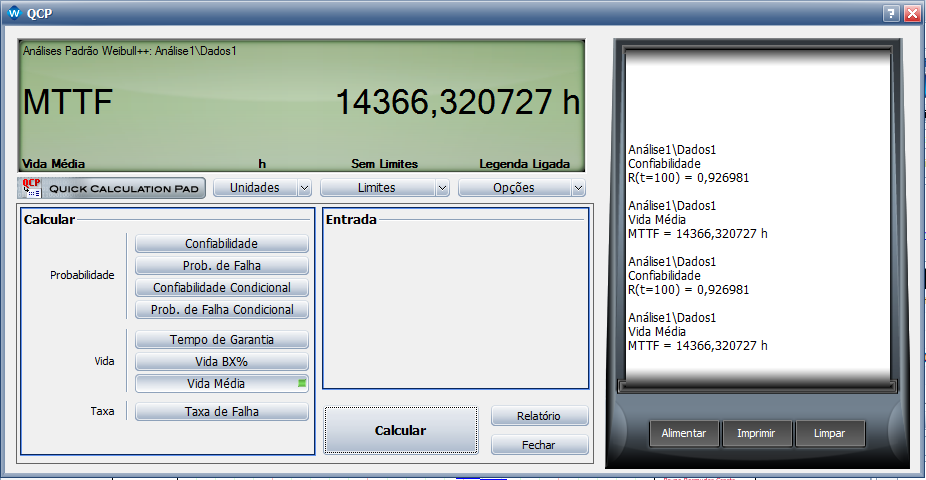 QCP
Análises Padrão Weibull++: Análise1\Dados1
MTTF 14366,320727 h
Vida Média h Sem Limites Legenda Ligada
QCP QUICK CALCULATION PAD Unidades Limites Opções
Calcular
Probabilidade
Confiabilidade
Prob. de Falha
Confiabilidade Condicional
Prob. de Falha Condicional
Vida
Tempo de Garantia
Vida BX%
Vida Média
Taxa
Taxa de Falha
Entrada
Calcular
Relatório
Fechar
Análise1\Dados1
Confiabilidade
R(t=100) = 0,926981
Análise1\Dados1
Vida Média
MTTF = 14366,320727 h
Análise1\Dados1
Confiabilidade
R(t=100) = 0,926981
Análise1\Dados1
Vida Média
MTTF = 14366,320727 h
Alimentar Imprimir Limpar